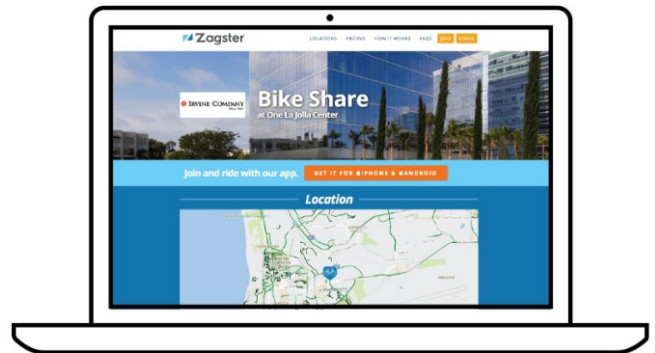 Zagster
LOCATIONS PRICING HOW IT WORKS FAQS JOIN LOGIN
IRVINE COMPANY
Bike Share
at One La Jolla Center
Join and ride with our app. GET IT FOR IPHONE & ANDROID
Location